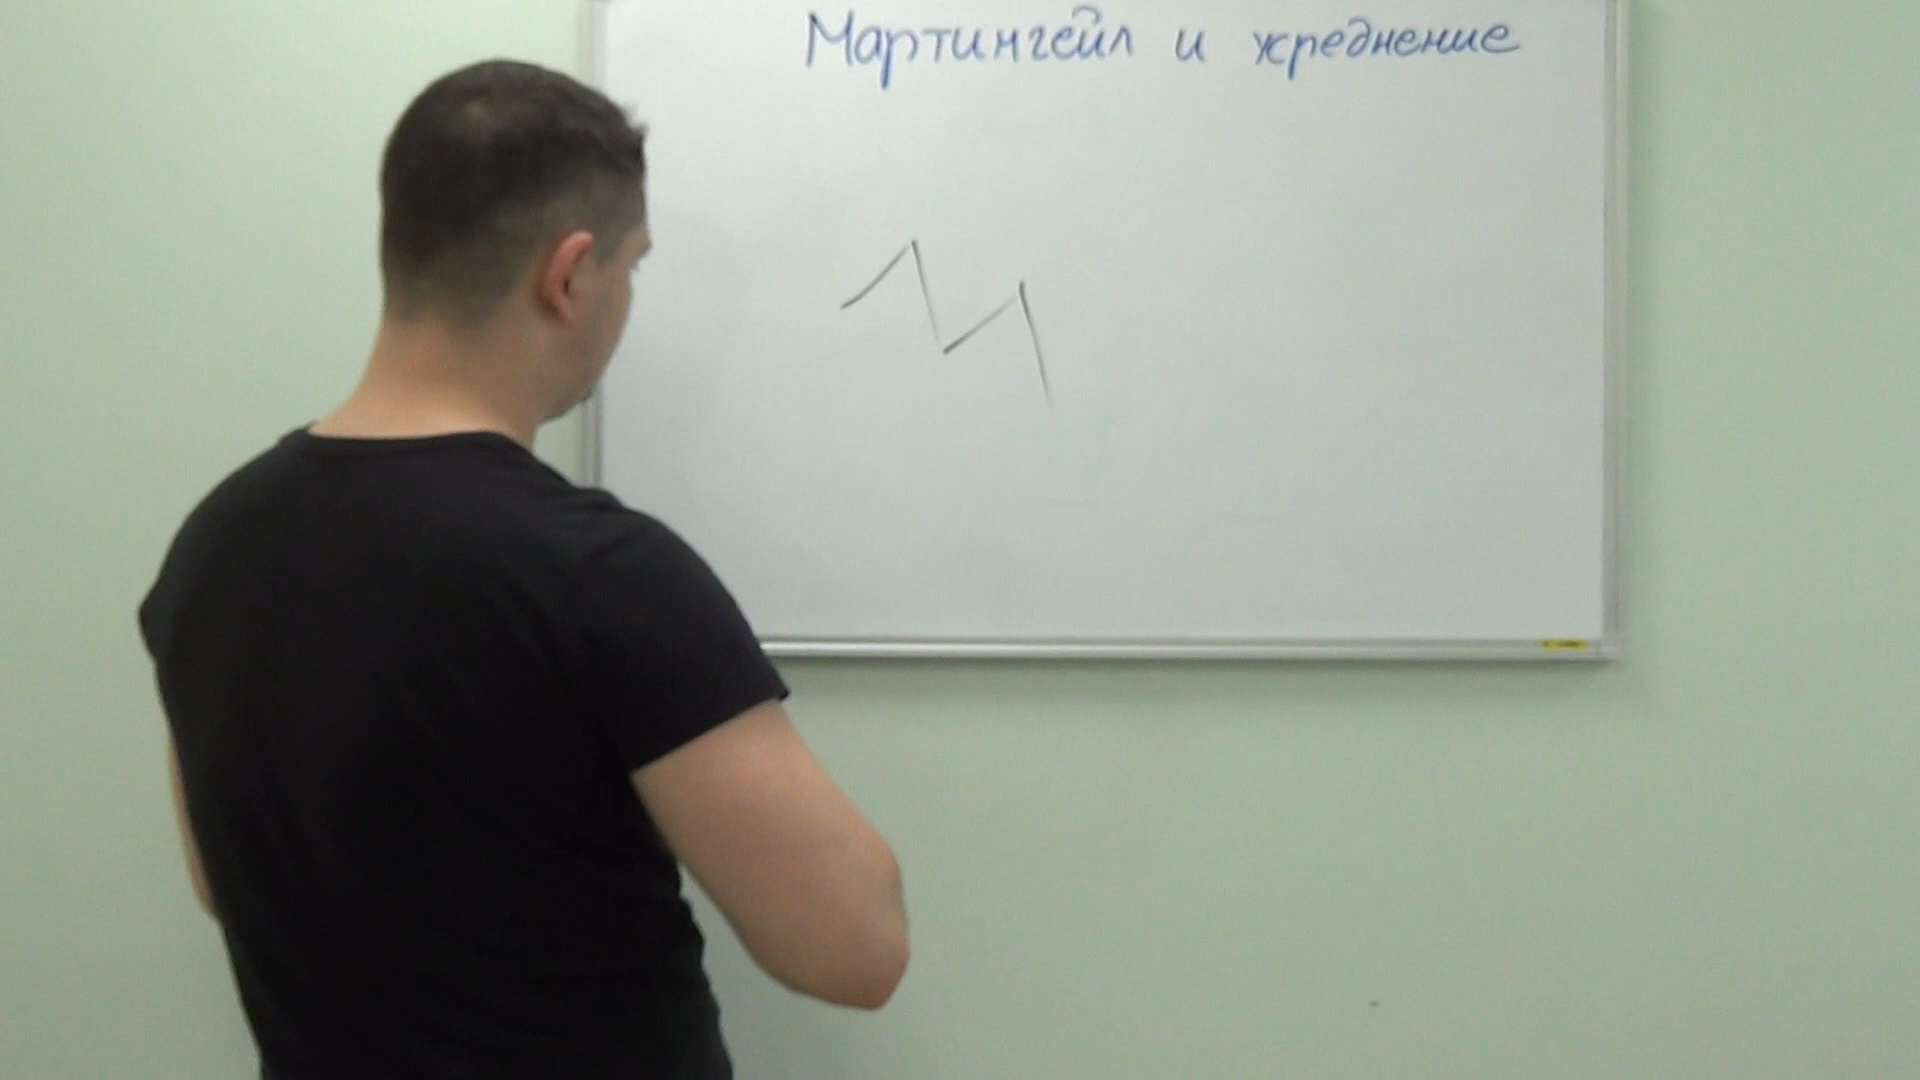 Мартингейл и усреднение